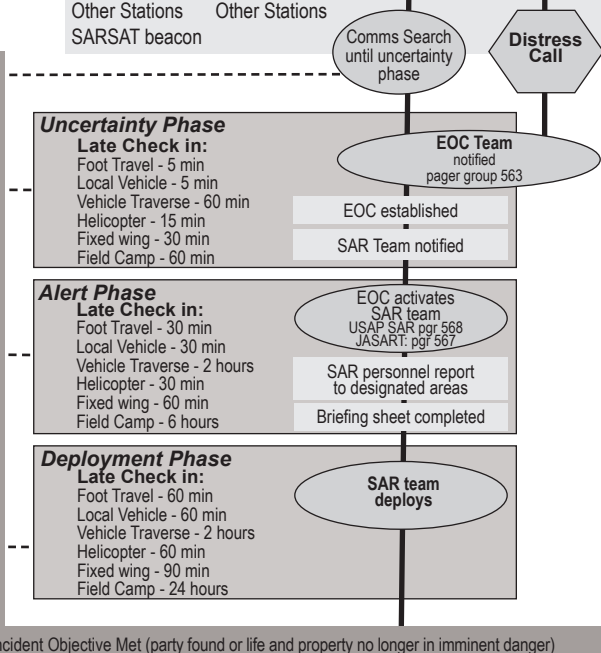 Other Stations Other Stations
SARSAT beacon
Comms Search
until uncertainty
phase
Distress
Call
Uncertainty Phase
Late Check in:
Foot Travel - 5 min
Local Vehicle - 5 min
Vehicle Traverse - 60 min
Helicopter - 15 min
Fixed wing - 30 min
Field Camp - 60 min
EOC Team
notified
pager group 563
EOC established
SAR Team notified
Alert Phase
Late Check in:
Foot Travel - 30 min
Local Vehicle - 30 min
Vehicle Traverse - 2 hours
Helicopter - 30 min
Fixed wing - 60 min
Field Camp - 6 hours
EOC activates
SAR team
USAP SAR pgr 568
JASART: pgr 567
SAR personnel report
to designated areas
Briefing sheet completed
Deployment Phase
Late Check in:
Foot Travel - 60 min
Local Vehicle - 60 min
Vehicle Traverse - 2 hours
Helicopter - 60 min
Fixed wing - 90 min
Field Camp - 24 hours
SAR team
deploys
ncident Objective Met (party found or life and property no longer in imminent danger)